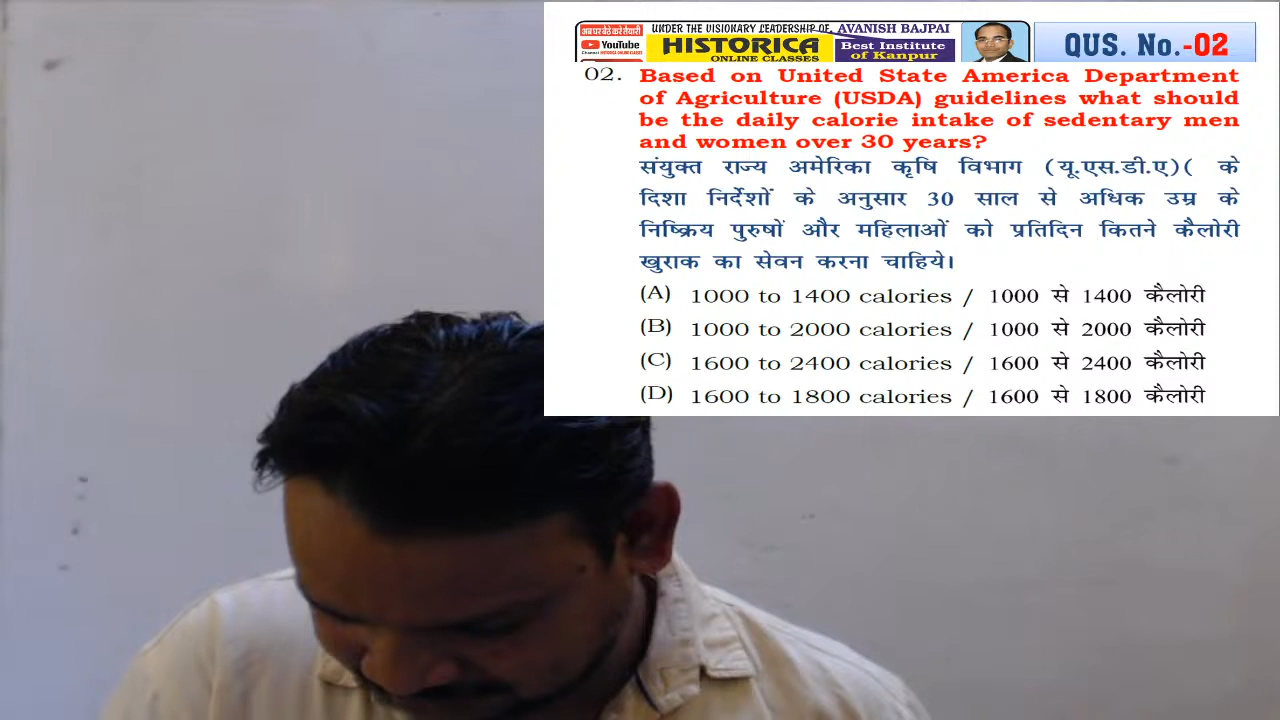 अब घर बैठे करें तैयारी
YouTube
UNDER THE VISIONARY LEADERSHIP OF AVANISH BAJPAI
HISTORICA
ONLINE CLASSES
Best Institute
of Kanpur
QUS. No.-02
02. Based on United State America Department
of Agriculture (USDA) guidelines what should
be the daily calorie intake of sedentary men
and women over 30 years?
संयुक्त राज्य अमेरिका कृषि विभाग (यू.एस.डी.ए)( के
दिशा निर्देशों के अनुसार 30 साल से अधिक उम्र के
निष्क्रिय पुरुषों और महिलाओं को प्रतिदिन कितने कैलोरी
खुराक का सेवन करना चाहिये।
(A) 1000 to 1400 calories / 1000 से 1400 कैलोरी
(B) 1000 to 2000 calories / 1000 से 2000 कैलोरी
(C) 1600 to 2400 calories / 1600 से 2400 कैलोरी
(D) 1600 to 1800 calories / 1600 से 1800 कैलोरी